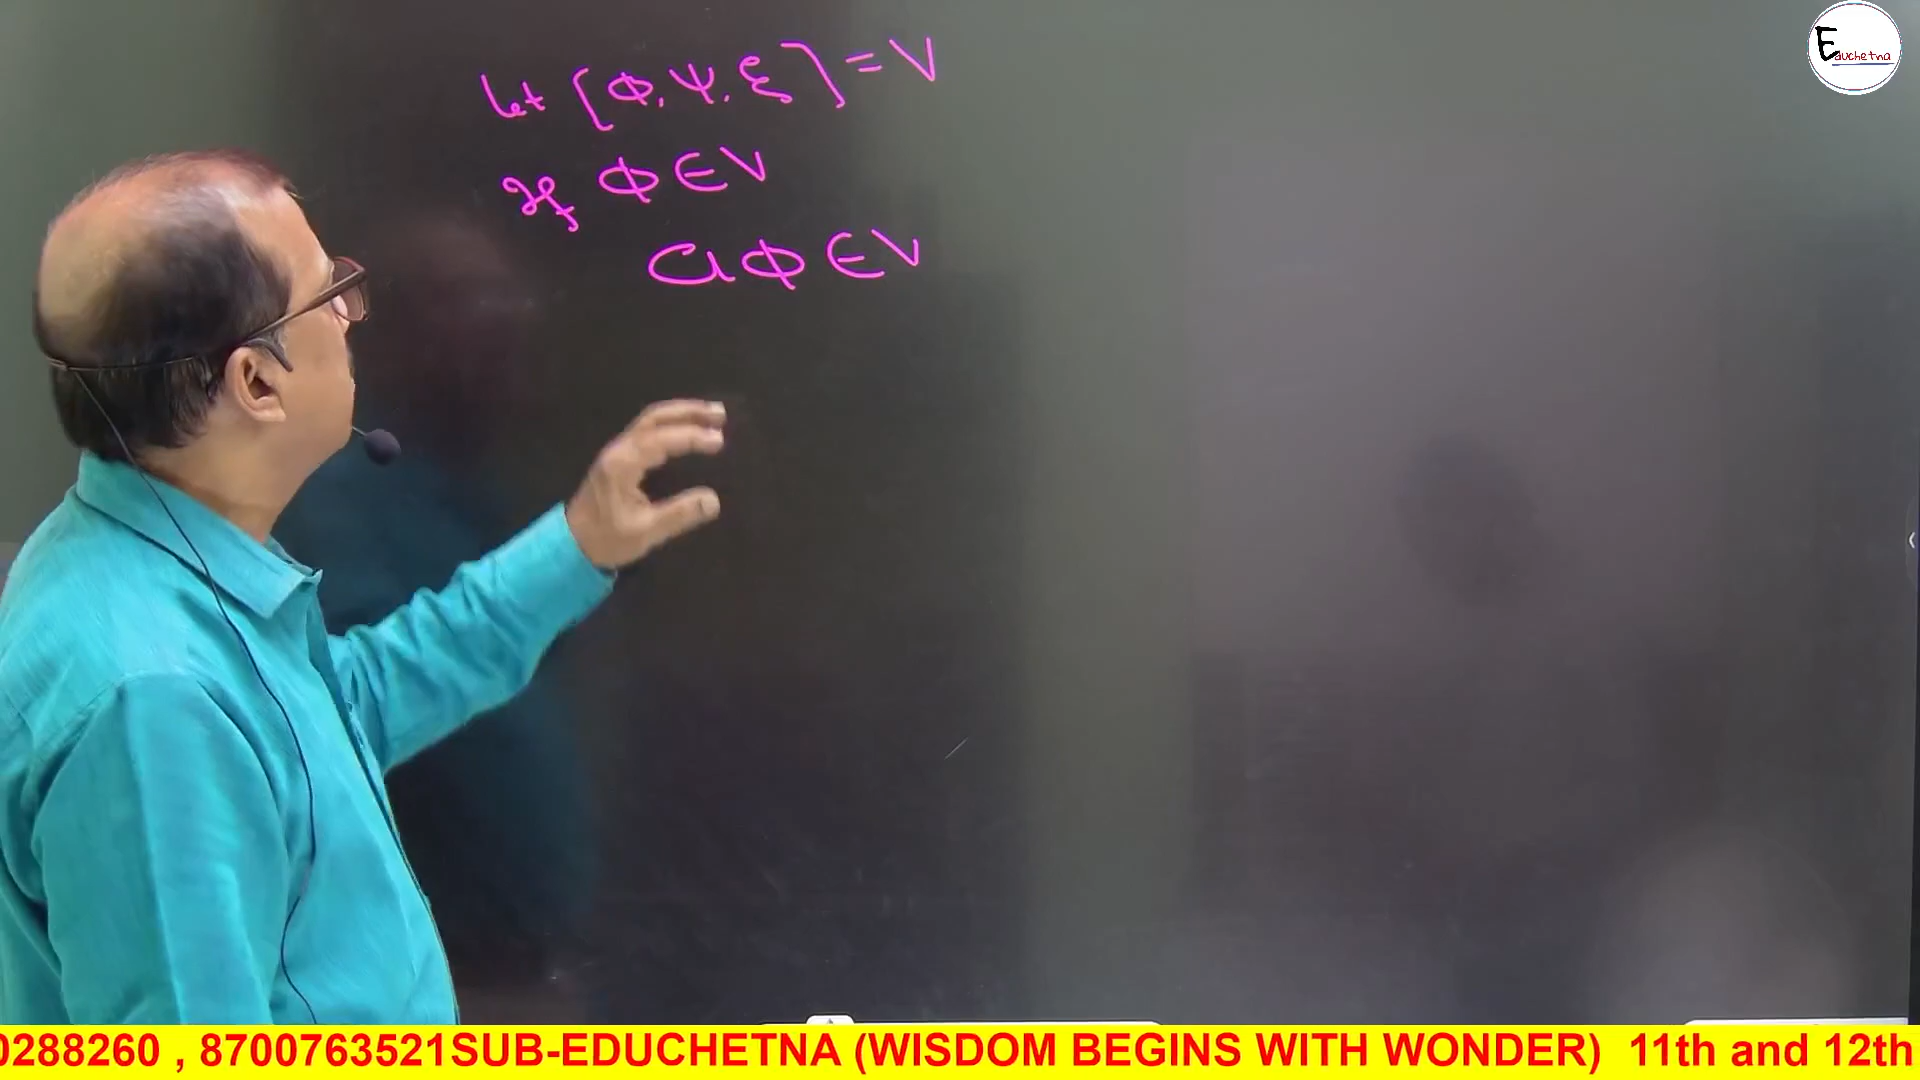 let [Φ, Ψ, ξ] = V
If Φ ∈ V
aΦ ∈ V
Educhetna
0288260 , 8700763521SUB-EDUCHETNA (WISDOM BEGINS WITH WONDER) 11th and 12th